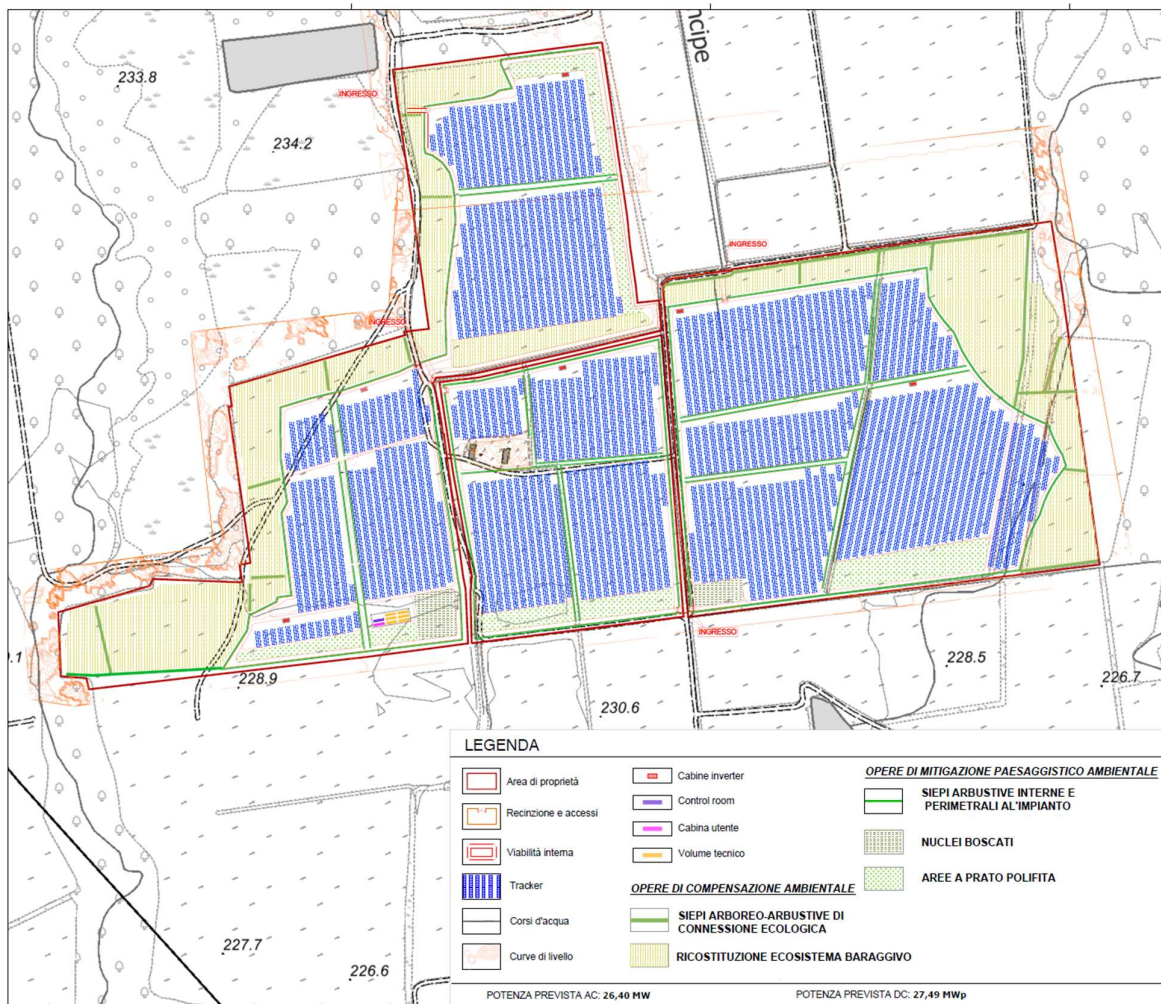 ncipe
233.8
INGRESSO
234.2
INGRESSO
INGRESSO
INGRESSO
.1
228.9
228.5
226.7
230.6
227.7
226.6
LEGENDA
Area di proprietà
Recinzione e accessi
Viabilità interna
Tracker
Corsi d'acqua
Curve di livello
Cabine inverter
Control room
Cabina utente
Volume tecnico
OPERE DI COMPENSAZIONE AMBIENTALE
SIEPI ARBOREO-ARBUSTIVE DI
CONNESSIONE ECOLOGICA
RICOSTITUZIONE ECOSISTEMA BARAGGIVO
OPERE DI MITIGAZIONE PAESAGGISTICO AMBIENTALE
SIEPI ARBUSTIVE INTERNE E
PERIMETRALI AL'IMPIANTO
NUCLEI BOSCATI
AREE A PRATO POLIFITA
POTENZA PREVISTA AC: 26,40 MW
POTENZA PREVISTA DC: 27,49 MWp